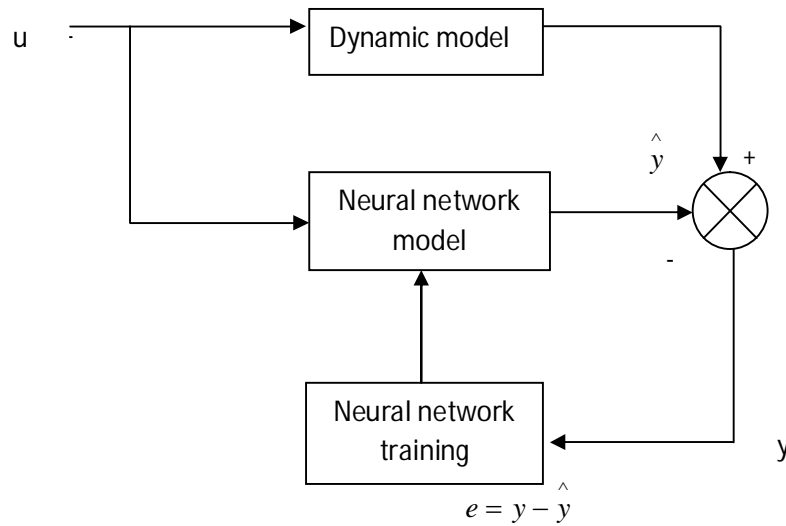 u
Dynamic model
ŷ
+
Neural network
model
-
Neural network
training
y
e = y − ŷ